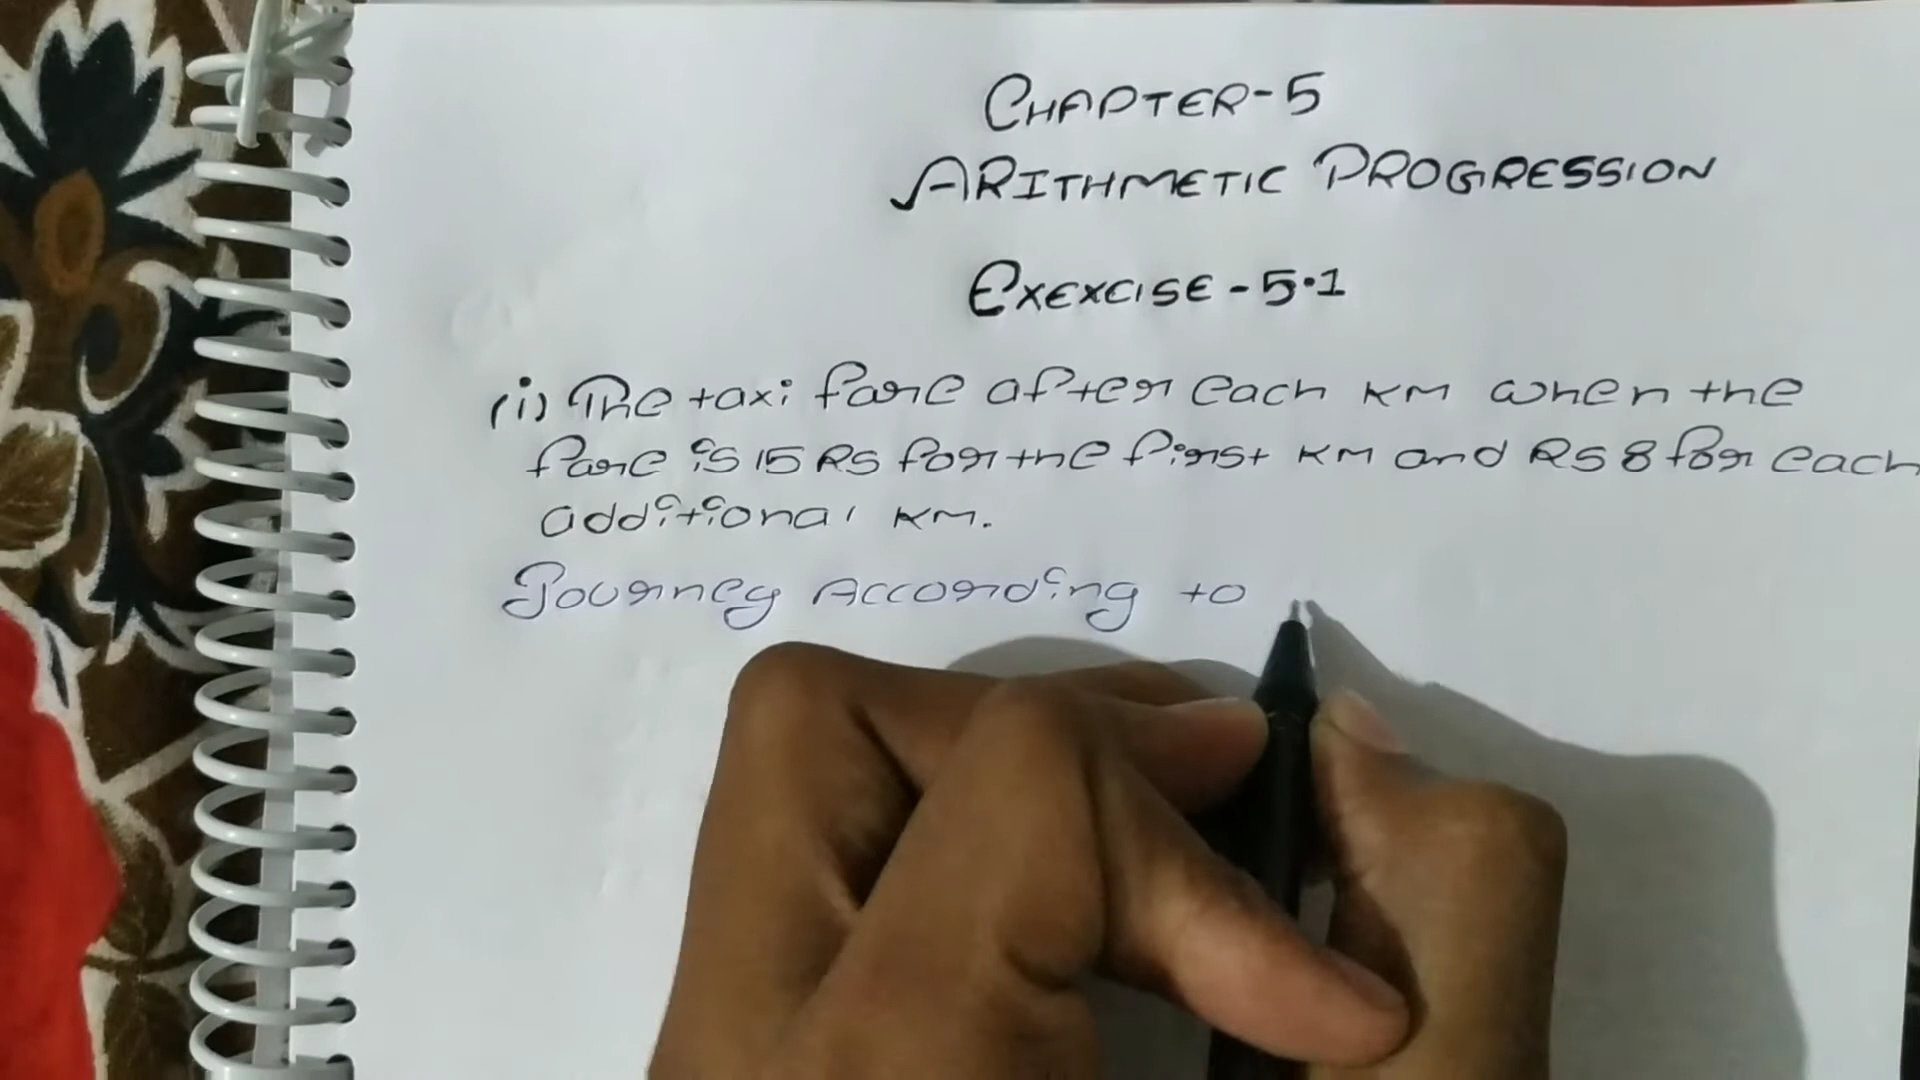 CHAPTER-5
ARITHMETIC PROGRESSION
EXEXCISE-5.1
(i) The taxi fare after each KM when the
fare is 15 RS for the first KM and RS 8 for each
additional KM.
Journey According to